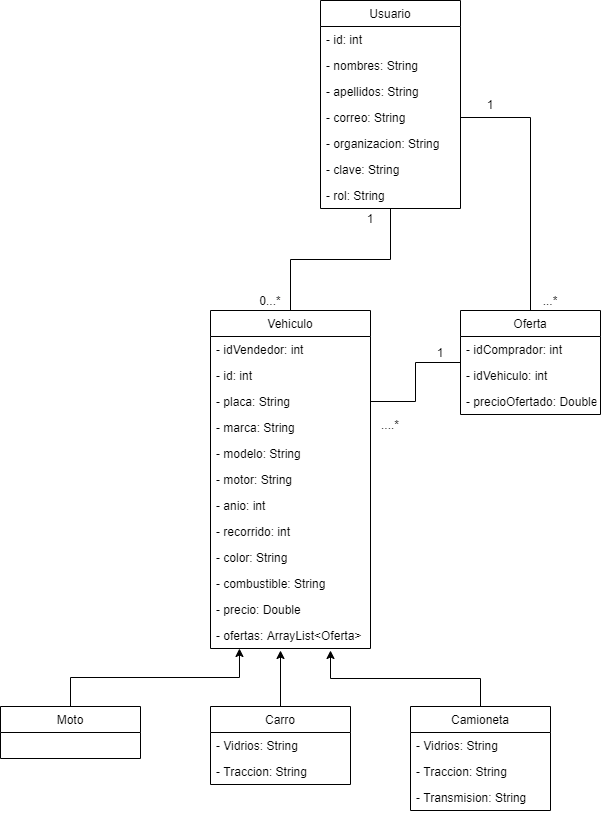 Usuario
- id: int
- nombres: String
- apellidos: String
- correo: String
- organizacion: String
- clave: String
- rol: String
1
1
0...*
...*
Vehiculo
- idVendedor: int
- id: int
- placa: String
- marca: String
- modelo: String
- motor: String
- anio: int
- recorrido: int
- color: String
- combustible: String
- precio: Double
- ofertas: ArrayList<Oferta>
Oferta
- idComprador: int
- idVehiculo: int
- precioOfertado: Double
1
....*
Moto
Carro
- Vidrios: String
- Traccion: String
Camioneta
- Vidrios: String
- Traccion: String
- Transmision: String